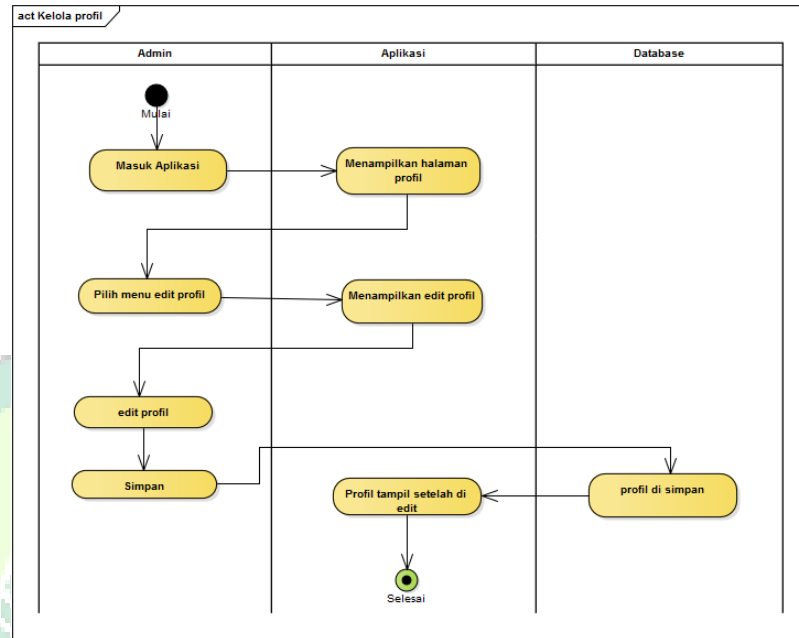 act Kelola profil
Admin
Aplikasi
Database
Mulai
Masuk Aplikasi
Menampilkan halaman
profil
Pilih menu edit profil
Menampilkan edit profil
edit profil
Simpan
Profil tampil setelah di
edit
profil di simpan
Selesai